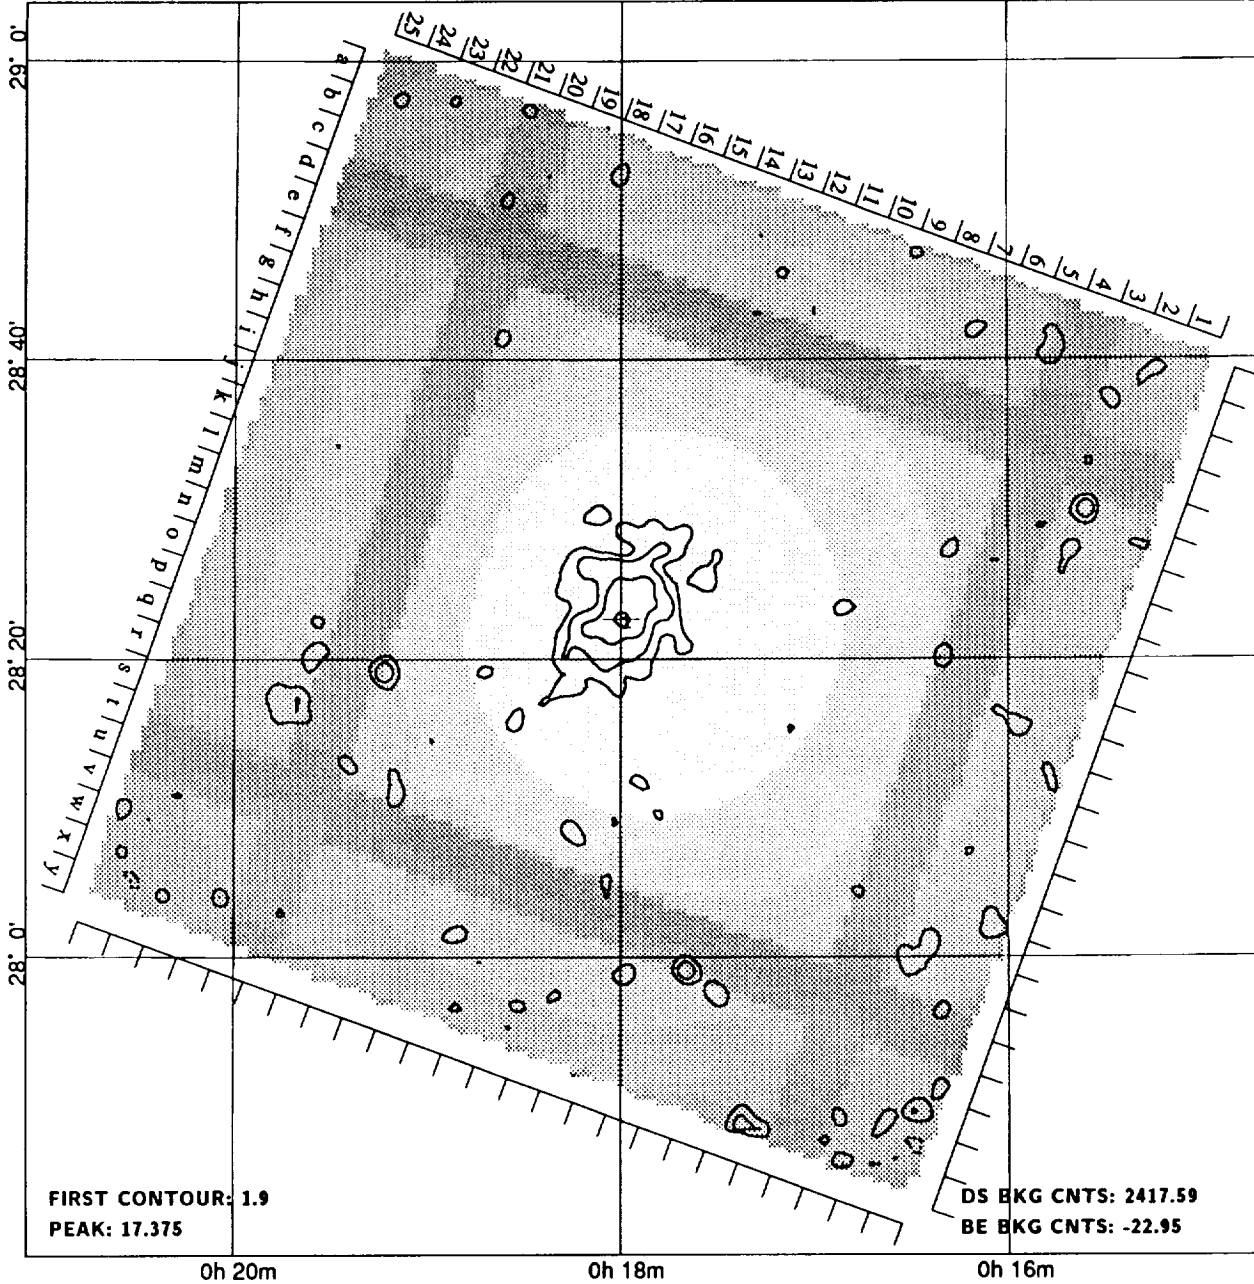 25 24 23 22 21 20 19 18 17 16 15 14 13 12 11 10 9 8 7 6 5 4 3 2 1
a b c d e f g h i j k l m n o p q r s t u v w x y
29° 0'
28° 40'
28° 20'
28° 0'
FIRST CONTOUR: 1.9
PEAK: 17.375
DS BKG CNTS: 2417.59
BE BKG CNTS: -22.95
0h 20m
0h 18m
0h 16m